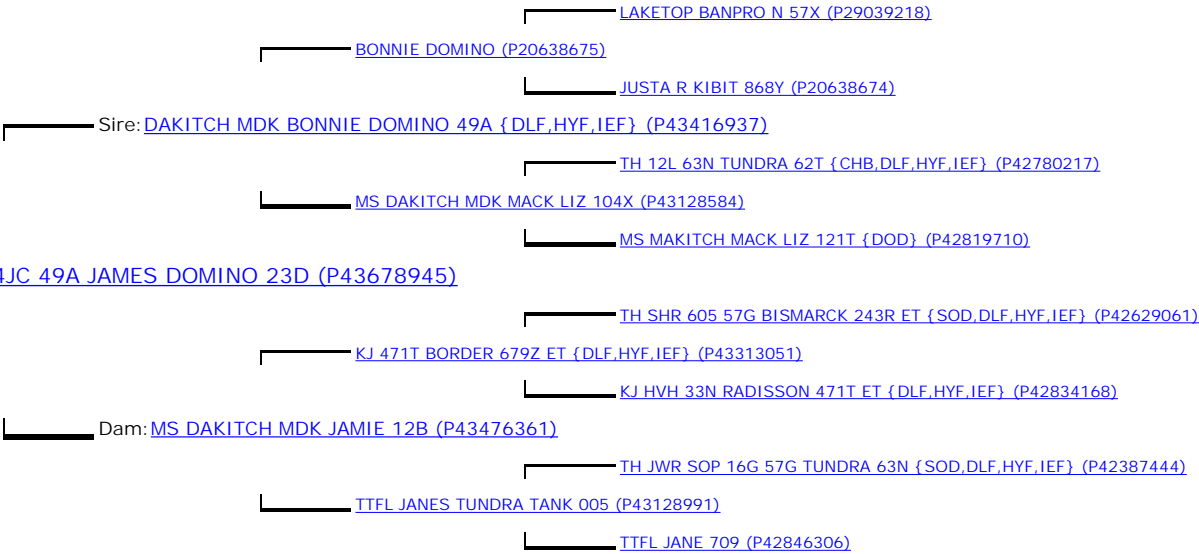 LAKETOP BANPRO N 57X (P29039218)
BONNIE DOMINO (P20638675)
JUSTA R KIBIT 868Y (P20638674)
Sire: DAKITCH MDK BONNIE DOMINO 49A {DLF,HYF,IEF} (P43416937)
TH 12L 63N TUNDRA 62T {CHB,DLF,HYF,IEF} (P42780217)
MS DAKITCH MDK MACK LIZ 104X (P43128584)
MS MAKITCH MACK LIZ 121T {DOD} (P42819710)
4JC 49A JAMES DOMINO 23D (P43678945)
TH SHR 605 57G BISMARCK 243R ET {SOD,DLF,HYF,IEF} (P42629061)
KJ 471T BORDER 679Z ET {DLF,HYF,IEF} (P43313051)
KJ HVH 33N RADISSON 471T ET {DLF,HYF,IEF} (P42834168)
Dam: MS DAKITCH MDK JAMIE 12B (P43476361)
TH JWR SOP 16G 57G TUNDRA 63N {SOD,DLF,HYF,IEF} (P42387444)
TTFL JANES TUNDRA TANK 005 (P43128991)
TTFL JANE 709 (P42846306)